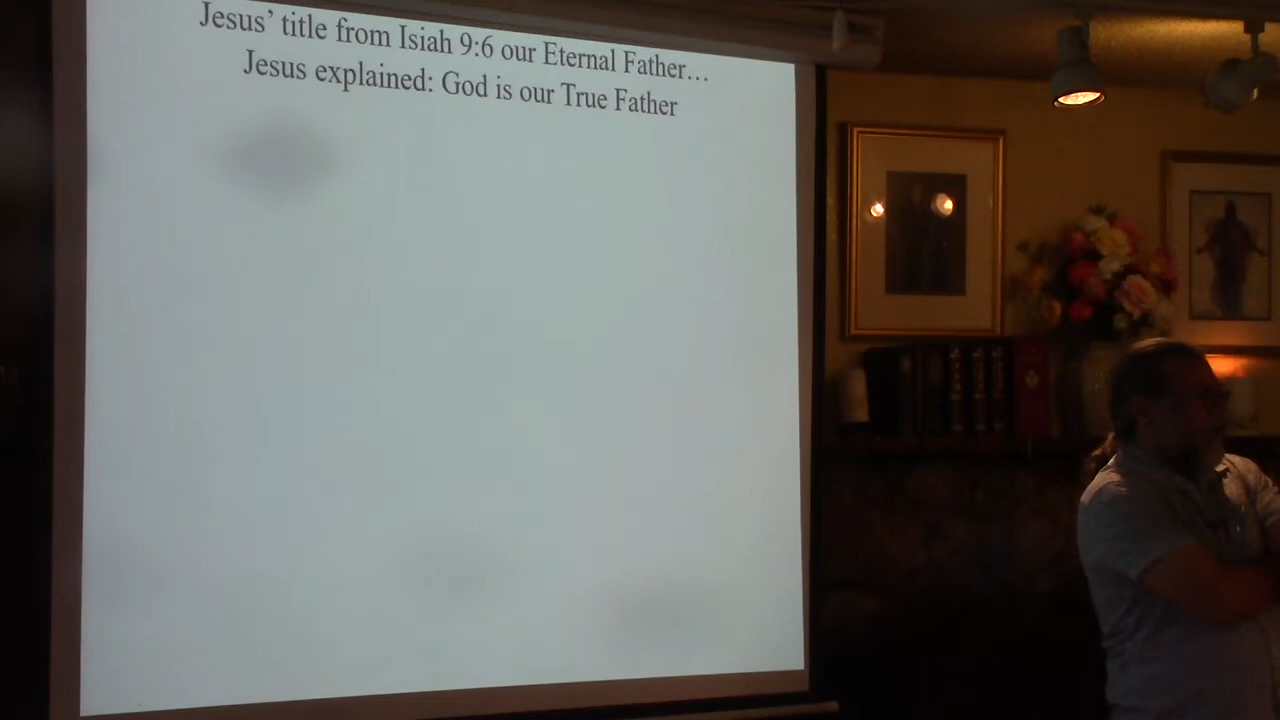 Jesus’ title from Isiah 9:6 our Eternal Father…
Jesus explained: God is our True Father